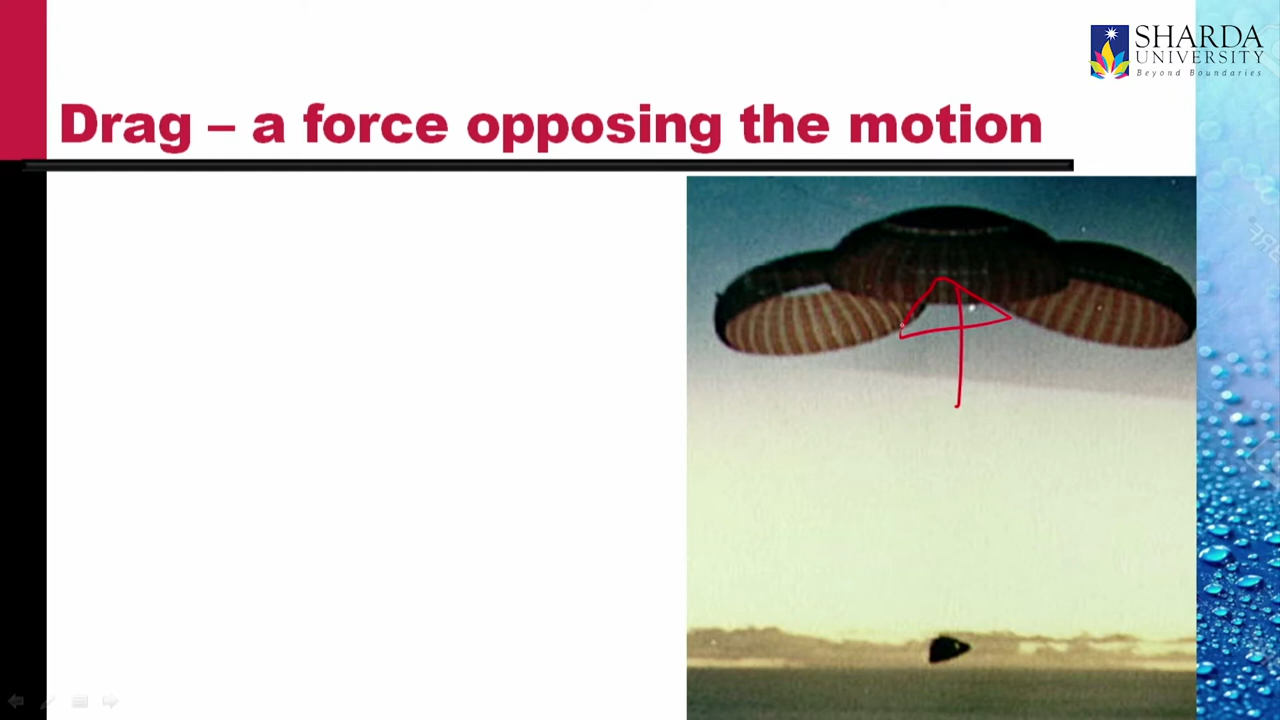 SHARDA
UNIVERSITY
Beyond Boundaries
Drag – a force opposing the motion